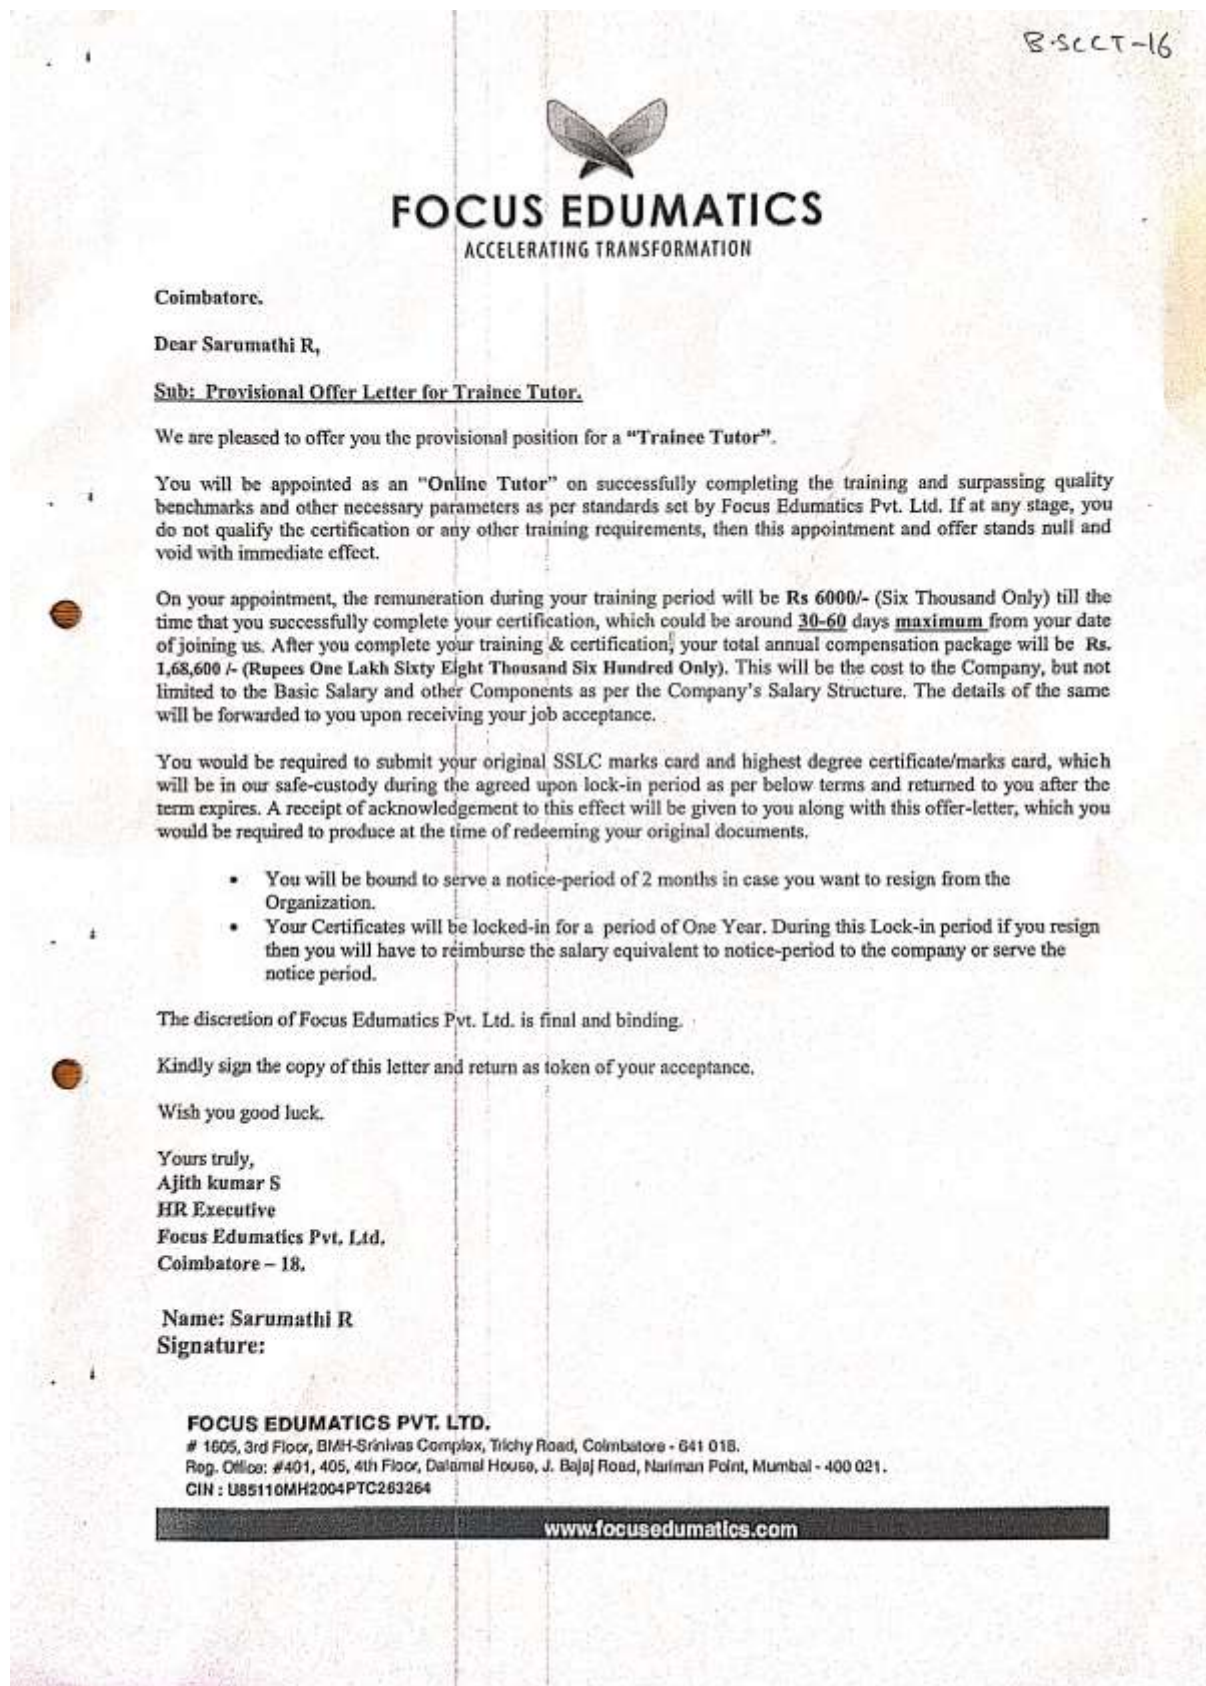 B.SCCT-16
FOCUS EDUMATICS
ACCELERATING TRANSFORMATION
Coimbatore.
Dear Sarumathi R,
Sub: Provisional Offer Letter for Trainee Tutor.
We are pleased to offer you the provisional position for a "Trainee Tutor".
You will be appointed as an "Online Tutor" on successfully completing the training and surpassing quality
benchmarks and other necessary parameters as per standards set by Focus Edumatics Pvt. Ltd. If at any stage, you
do not qualify the certification or any other training requirements, then this appointment and offer stands null and
void with immediate effect.
On your appointment, the remuneration during your training period will be Rs 6000/- (Six Thousand Only) till the
time that you successfully complete your certification, which could be around 30-60 days maximum from your date
of joining us. After you complete your training & certification, your total annual compensation package will be Rs.
1,68,600 /- (Rupees One Lakh Sixty Eight Thousand Six Hundred Only). This will be the cost to the Company, but not
limited to the Basic Salary and other Components as per the Company's Salary Structure. The details of the same
will be forwarded to you upon receiving your job acceptance.
You would be required to submit your original SSLC marks card and highest degree certificate/marks card, which
will be in our safe-custody during the agreed upon lock-in period as per below terms and returned to you after the
term expires. A receipt of acknowledgement to this effect will be given to you along with this offer-letter, which you
would be required to produce at the time of redeeming your original documents.
• You will be bound to serve a notice-period of 2 months in case you want to resign from the
Organization.
• Your Certificates will be locked-in for a period of One Year. During this Lock-in period if you resign
then you will have to reimburse the salary equivalent to notice-period to the company or serve the
notice period.
The discretion of Focus Edumatics Pvt. Ltd. is final and binding.
Kindly sign the copy of this letter and return as token of your acceptance.
Wish you good luck.
Yours truly,
Ajith kumar S
HR Executive
Focus Edumatics Pvt. Ltd.
Coimbatore – 18.
Name: Sarumathi R
Signature:
FOCUS EDUMATICS PVT. LTD.
# 1605, 3rd Floor, BMH-Srinivas Complex, Trichy Road, Coimbatore - 641 018.
Reg. Office: #401, 405, 4th Floor, Dalamal House, J. Bajaj Road, Nariman Point, Mumbai - 400 021.
CIN : U85110MH2004PTC263264
www.focusedumatics.com